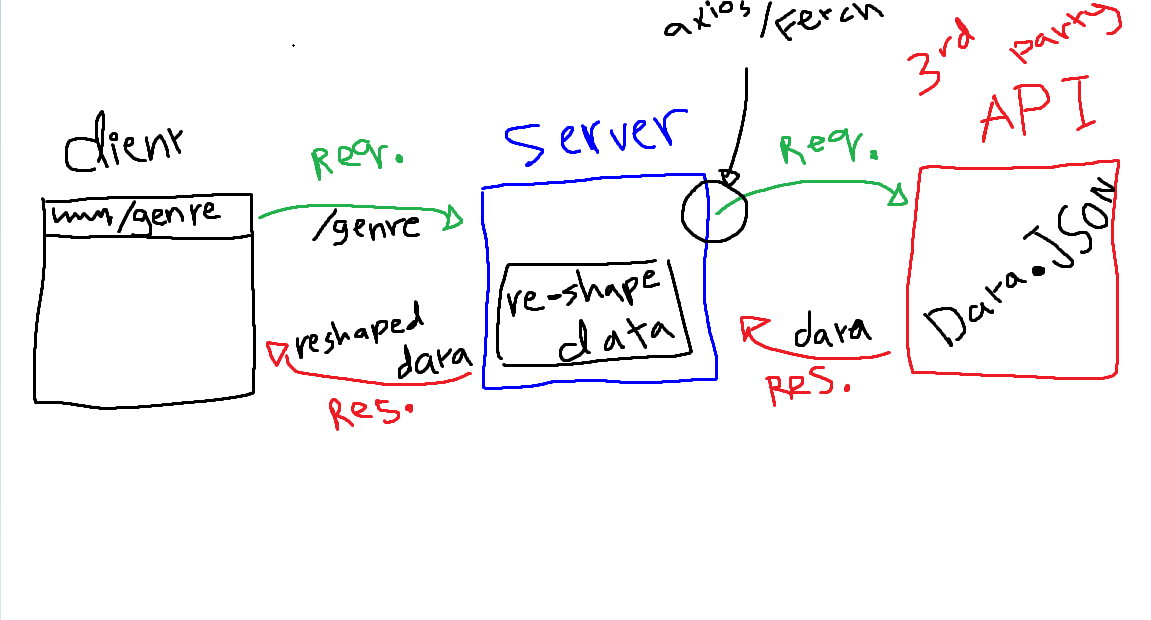 axios/Fetch
3rd party
API
client
Req.
Server
Req.
/genre
/genre
Data.JSON
re-shape
data
reshaped
data
Res.
data
Res.